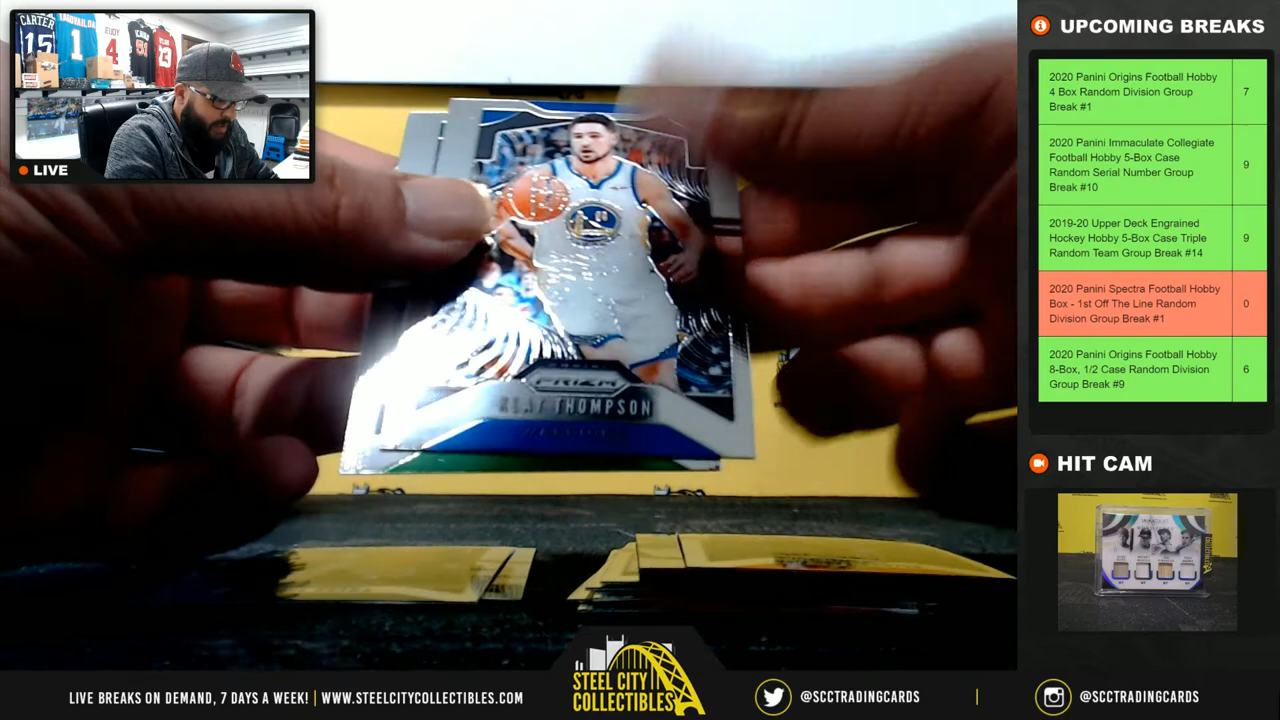 CARTER
15
TAGOVAILOA
1
4
23
LIVE
PRIZM
KLAY THOMPSON
UPCOMING BREAKS
2020 Panini Origins Football Hobby
4 Box Random Division Group
Break #1
7
2020 Panini Immaculate Collegiate
Football Hobby 5-Box Case
Random Serial Number Group
Break #10
9
2019-20 Upper Deck Engrained
Hockey Hobby 5-Box Case Triple
Random Team Group Break #14
9
2020 Panini Spectra Football Hobby
Box - 1st Off The Line Random
Division Group Break #1
0
2020 Panini Origins Football Hobby
8-Box, 1/2 Case Random Division
Group Break #9
6
HIT CAM
LIVE BREAKS ON DEMAND, 7 DAYS A WEEK! | WWW.STEELCITYCOLLECTIBLES.COM
STEEL CITY
COLLECTIBLES
@SCCTRADINGCARDS
@SCCTRADINGCARDS